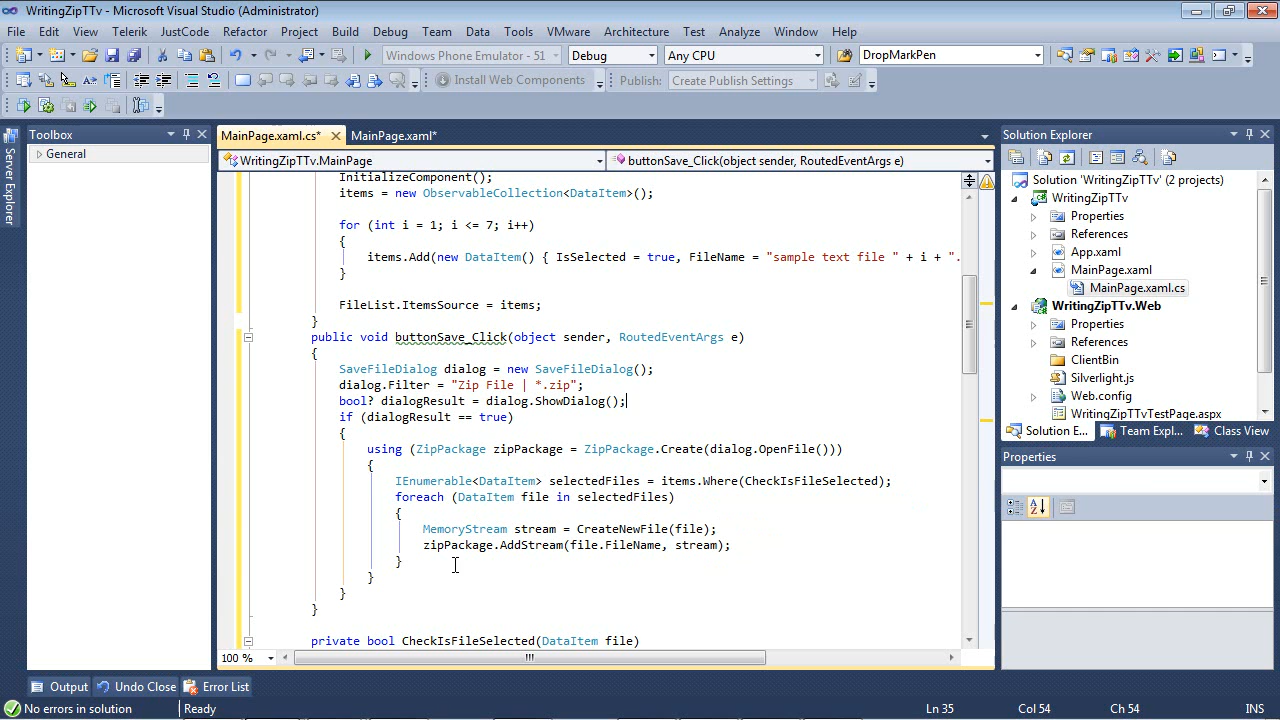 WritingZipTTv - Microsoft Visual Studio (Administrator)
File Edit View Telerik JustCode Refactor Project Build Debug Team Data Tools VMware Architecture Test Analyze Window Help
Windows Phone Emulator - 51 Debug Any CPU DropMarkPen
Install Web Components Publish: Create Publish Settings
Server Explorer
Toolbox
General
MainPage.xaml.cs* MainPage.xaml*
WritingZipTTv.MainPage buttonSave_Click(object sender, RoutedEventArgs e)
InitializeComponent();
items = new ObservableCollection<DataItem>();
for (int i = 1; i <= 7; i++)
{
items.Add(new DataItem() { IsSelected = true, FileName = "sample text file " + i + ".
}
FileList.ItemsSource = items;
}
public void buttonSave_Click(object sender, RoutedEventArgs e)
{
SaveFileDialog dialog = new SaveFileDialog();
dialog.Filter = "Zip File | *.zip";
bool? dialogResult = dialog.ShowDialog();
if (dialogResult == true)
{
using (ZipPackage zipPackage = ZipPackage.Create(dialog.OpenFile()))
{
IEnumerable<DataItem> selectedFiles = items.Where(CheckIsFileSelected);
foreach (DataItem file in selectedFiles)
{
MemoryStream stream = CreateNewFile(file);
zipPackage.AddStream(file.FileName, stream);
}
}
}
}
private bool CheckIsFileSelected(DataItem file)
100 %
Solution Explorer
Solution 'WritingZipTTv' (2 projects)
WritingZipTTv
Properties
References
App.xaml
MainPage.xaml
MainPage.xaml.cs
WritingZipTTv.Web
Properties
References
ClientBin
Silverlight.js
Web.config
WritingZipTTvTestPage.aspx
Solution E... Team Expl... Class View
Properties
Output Undo Close Error List
No errors in solution Ready Ln 35 Col 54 Ch 54 INS